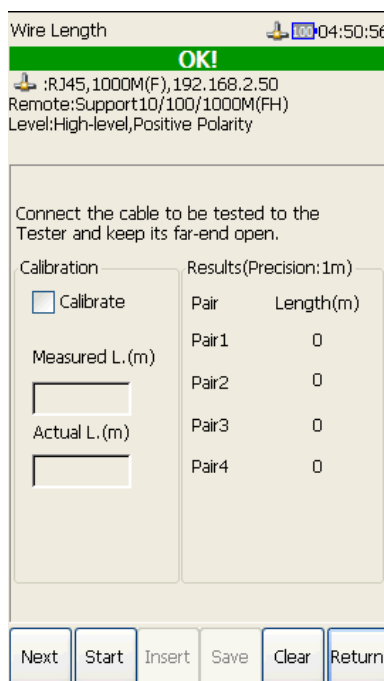 Wire Length 100 04:50:56
OK!
:RJ45,1000M(F),192.168.2.50
Remote:Support10/100/1000M(FH)
Level:High-level,Positive Polarity
Connect the cable to be tested to the
Tester and keep its far-end open.
Calibration
Calibrate
Measured L.(m)
Actual L.(m)
Results(Precision:1m)
Pair Length(m)
Pair1 0
Pair2 0
Pair3 0
Pair4 0
Next Start Insert Save Clear Return